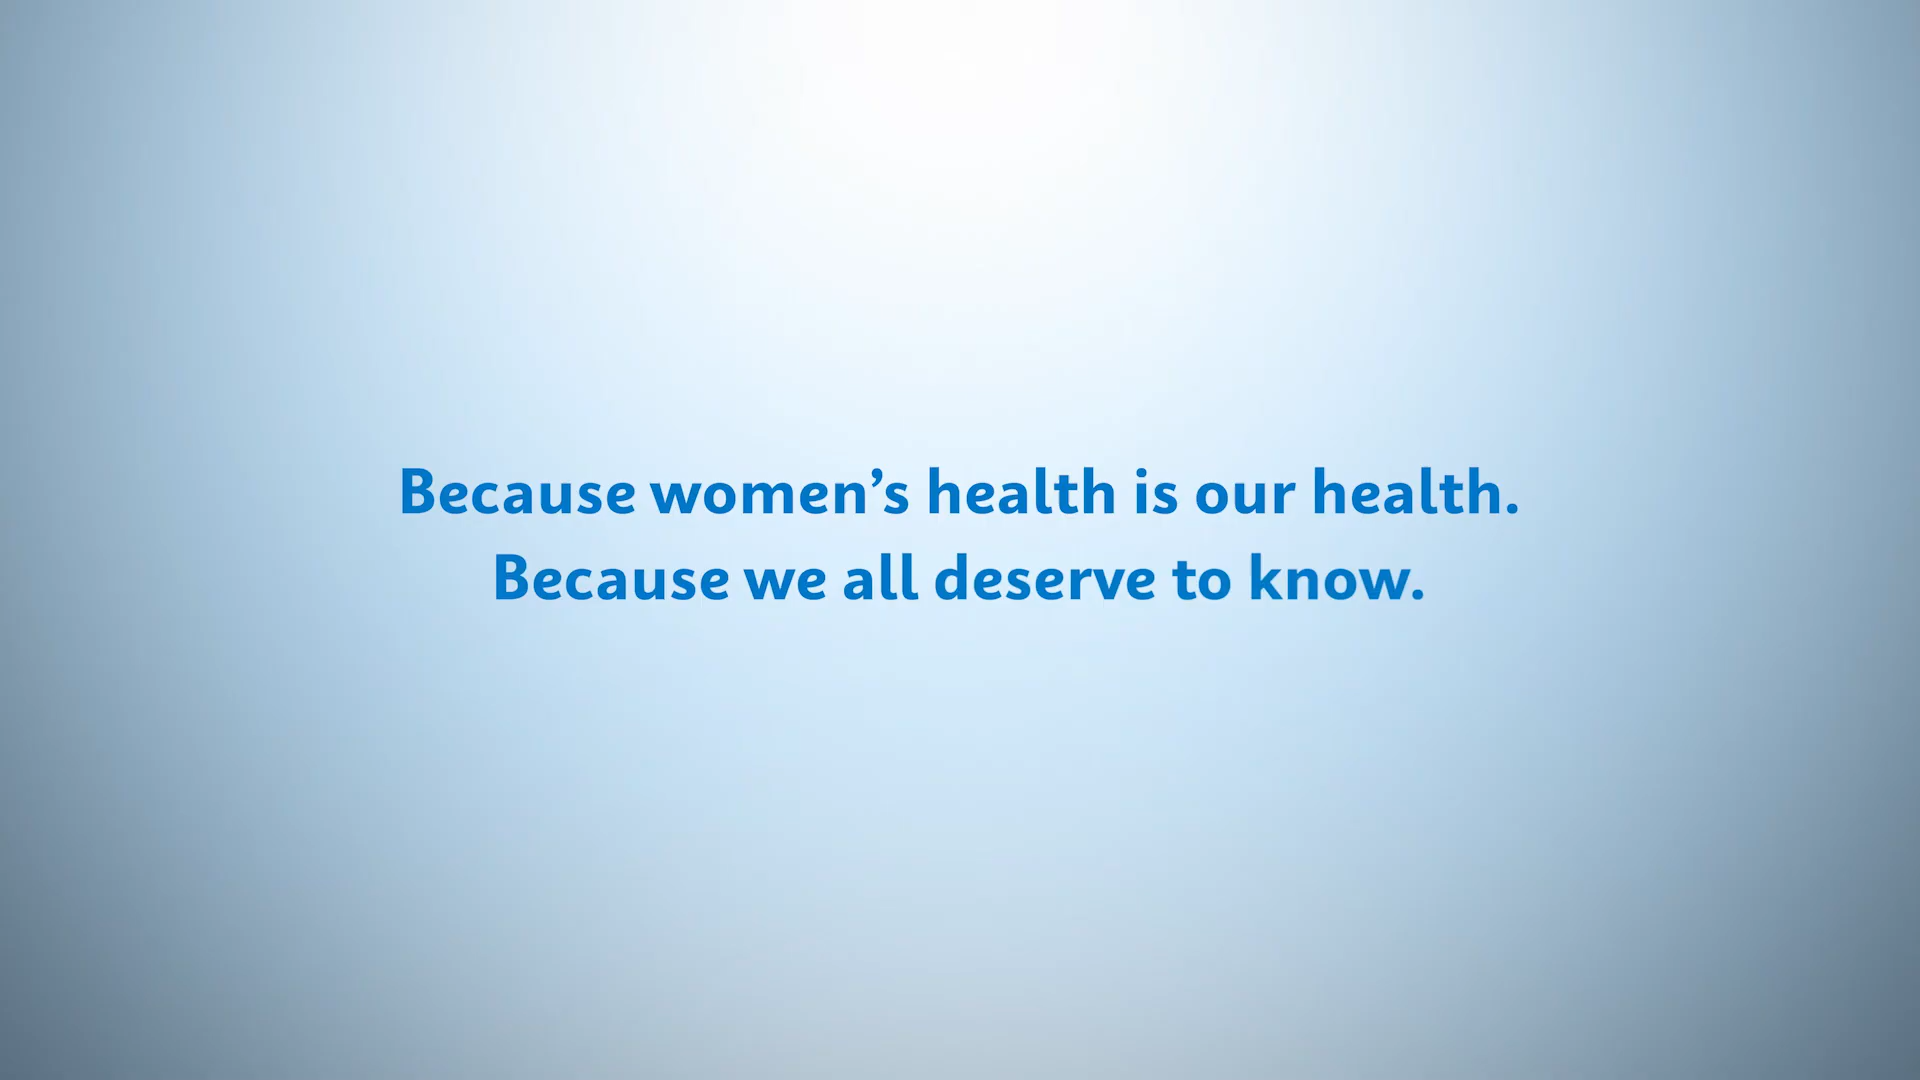 Because women’s health is our health.
Because we all deserve to know.